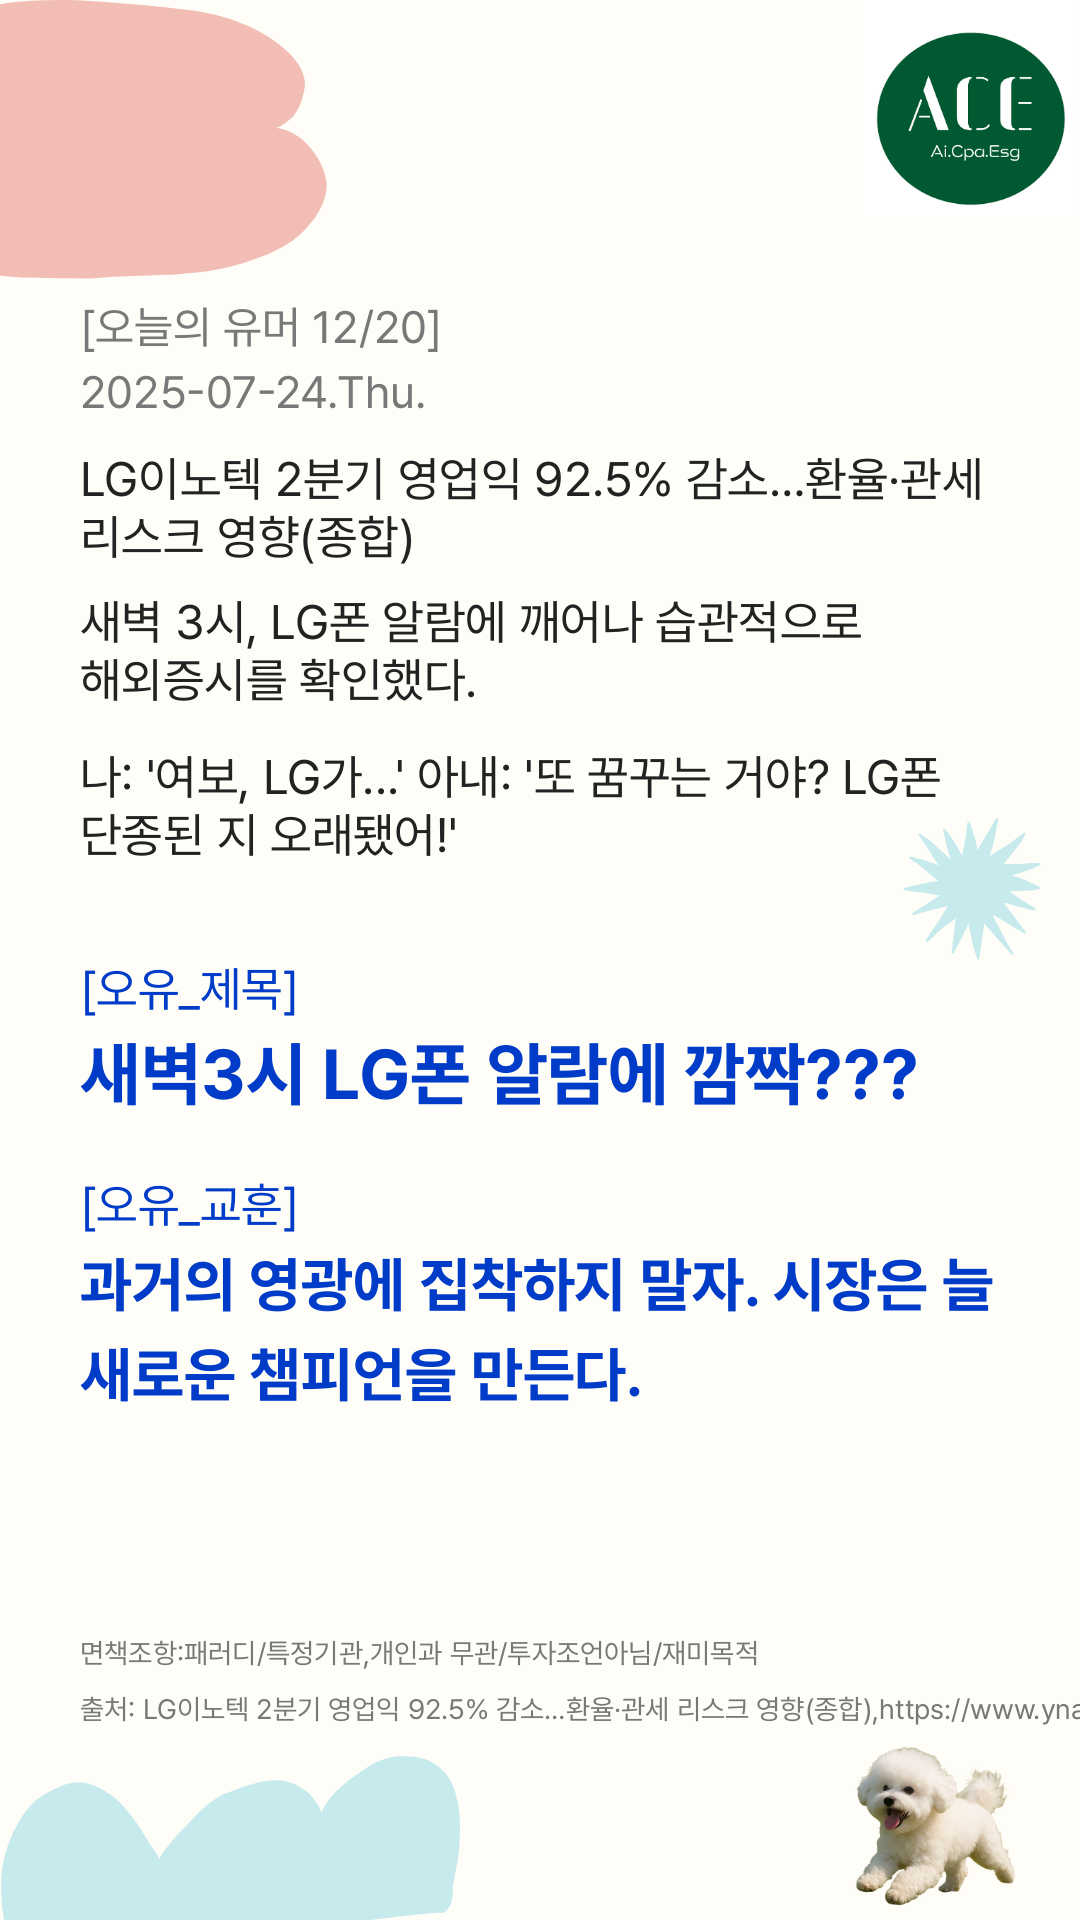 ACE
Ai.Cpa.Esg
[오늘의 유머 12/20]
2025-07-24.Thu.
LG이노텍 2분기 영업익 92.5% 감소...환율·관세
리스크 영향(종합)
새벽 3시, LG폰 알람에 깨어나 습관적으로
해외증시를 확인했다.
나: '여보, LG가...' 아내: '또 꿈꾸는 거야? LG폰
단종된 지 오래됐어!'
[오유_제목]
새벽3시 LG폰 알람에 깜짝???
[오유_교훈]
과거의 영광에 집착하지 말자. 시장은 늘
새로운 챔피언을 만든다.
면책조항:패러디/특정기관,개인과 무관/투자조언아님/재미목적
출처: LG이노텍 2분기 영업익 92.5% 감소...환율·관세 리스크 영향(종합),https://www.yna